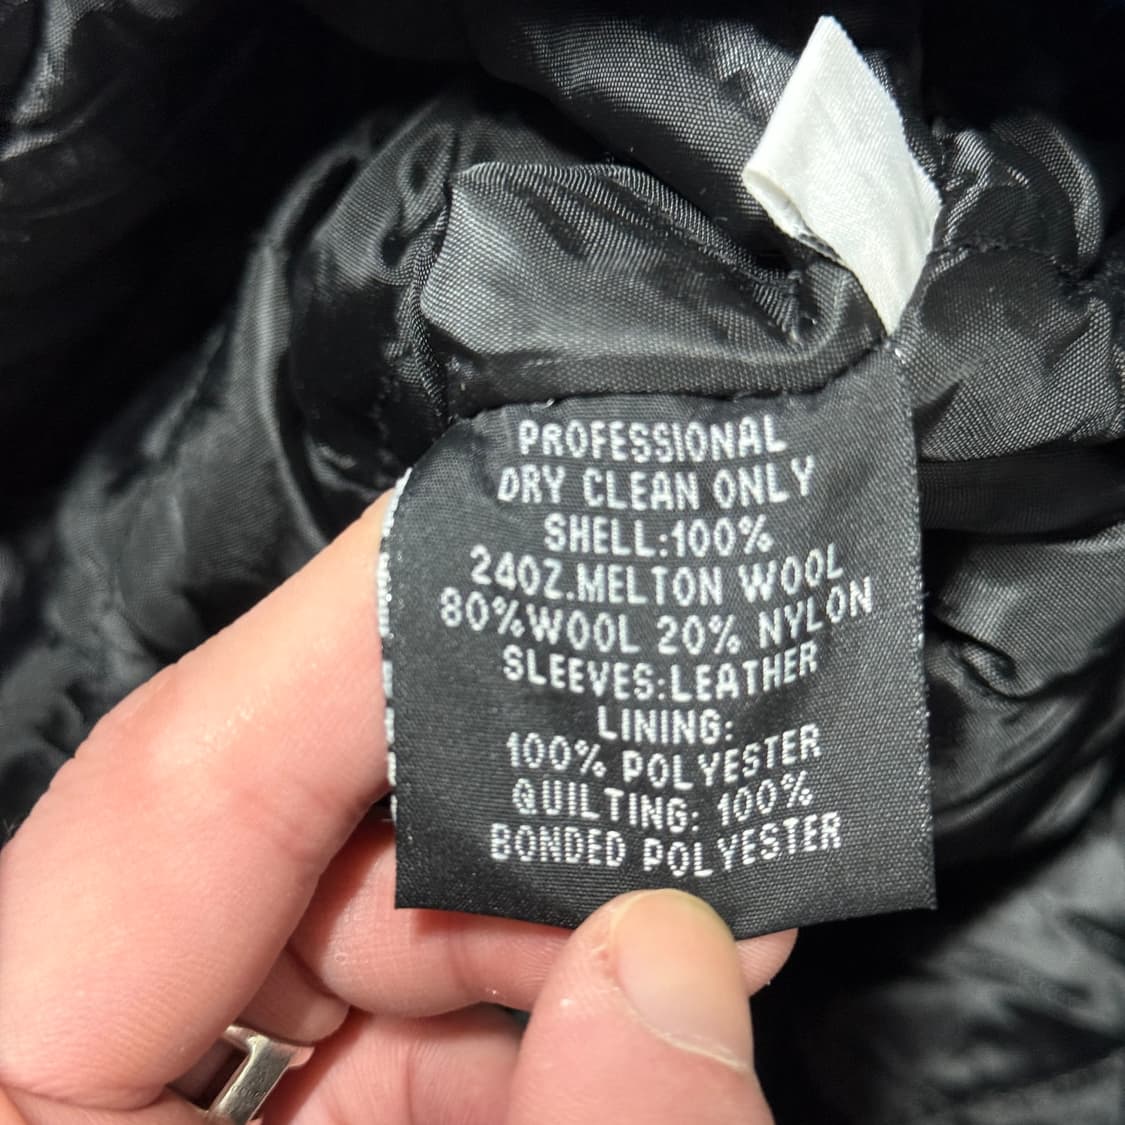 PROFESSIONAL
DRY CLEAN ONLY
SHELL:100%
24OZ.MELTON WOOL
80%WOOL 20% NYLON
SLEEVES:LEATHER
LINING:
100% POLYESTER
QUILTING: 100%
BONDED POLYESTER